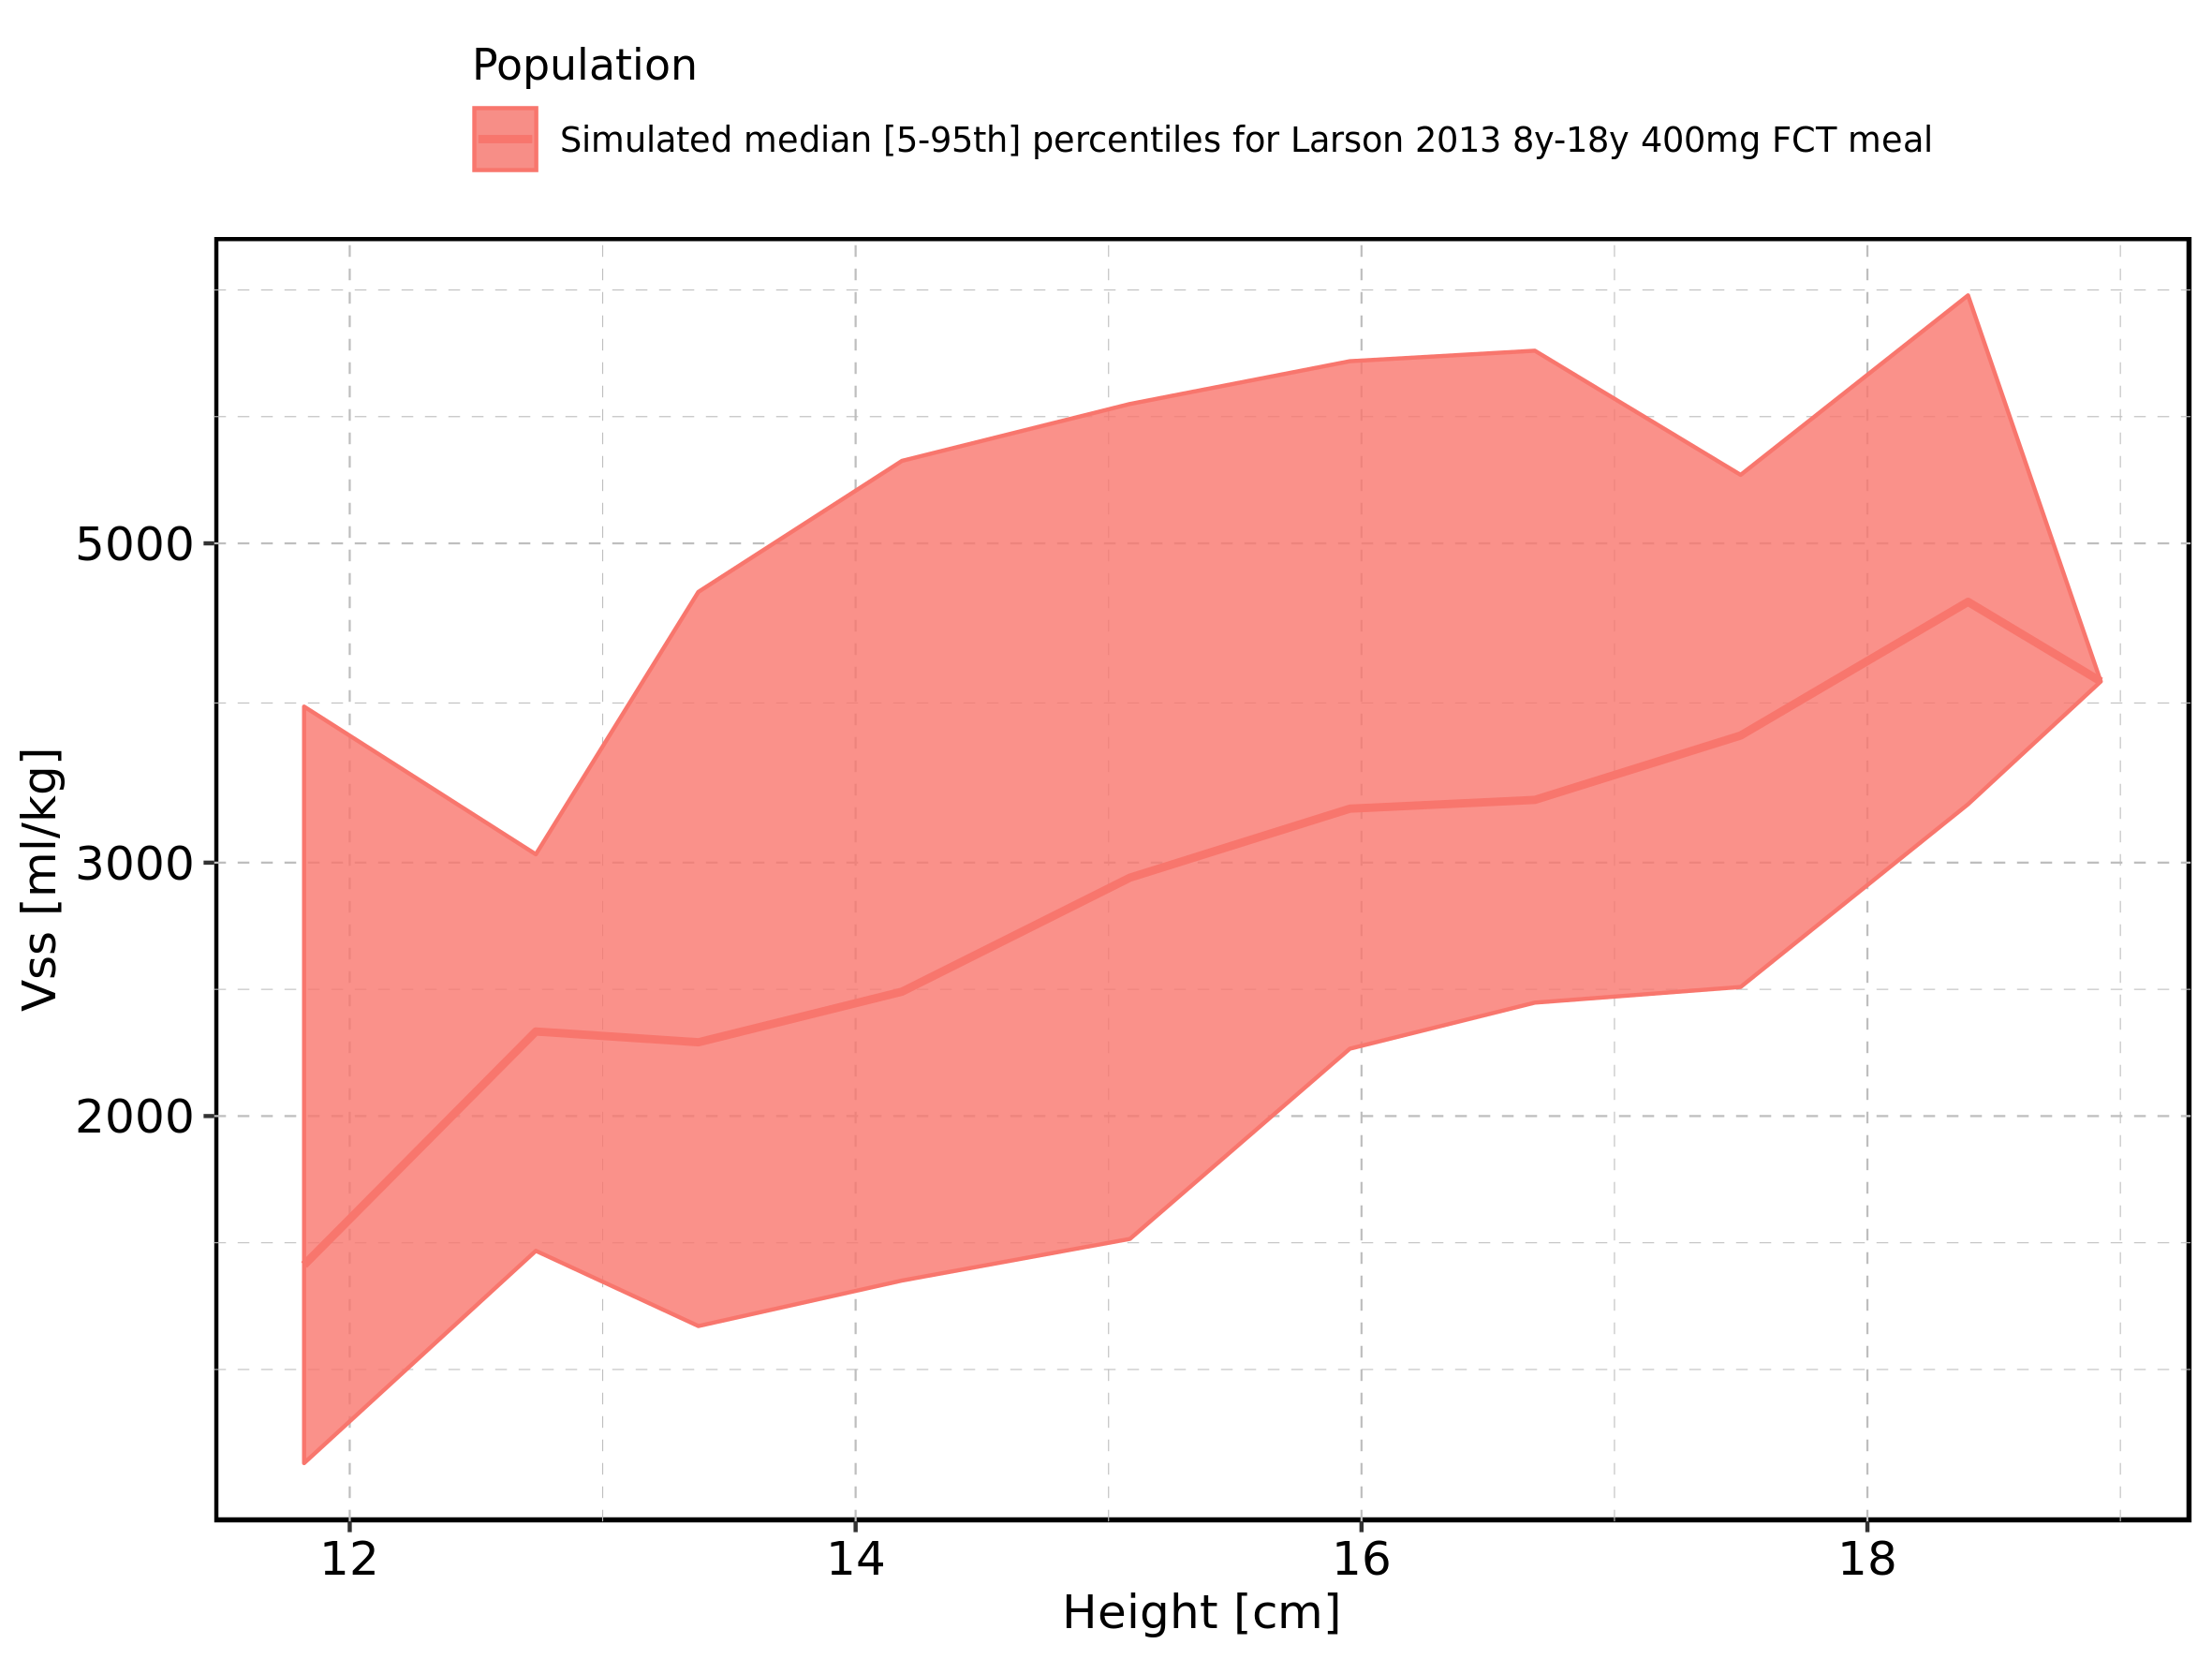 Population
Simulated median [5-95th] percentiles for Larson 2013 8y-18y 400mg FCT meal
Vss [ml/kg]
5000
3000
2000
12 14 16 18
Height [cm]